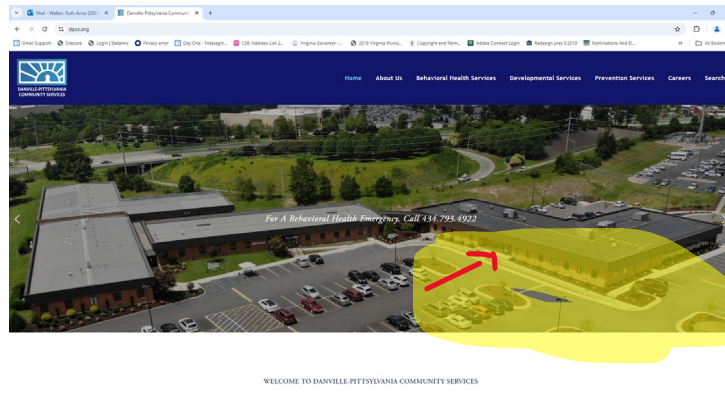 Mail - Walker, Ruth Anne (DBH
Danville-Pittsylvania Communi
dpcs.org
Gmail Support
Sitecore
Login | Statamic
Privacy error
Day One - Messagin...
CSB-Address-List-2...
Virginia Governor -...
2019 Virginia Munic...
Copyright and Perm...
Adobe Connect Login
Redesign prez 9.2019
Nominations And El...
All Bookm
DANVILLE-PITTSYLVANIA
COMMUNITY SERVICES
Home
About Us
Behavioral Health Services
Developmental Services
Prevention Services
Careers
Search
For A Behavioral Health Emergency, Call 434.793.4922
WELCOME TO DANVILLE-PITTSYLVANIA COMMUNITY SERVICES